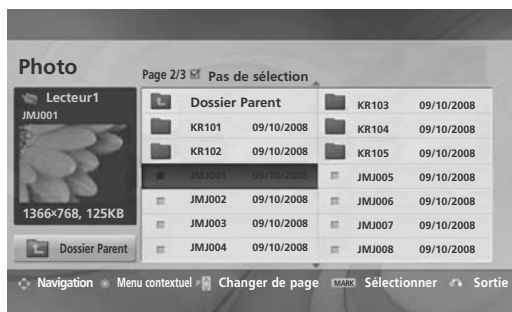 Photo
Page 2/3 Pas de sélection
Lecteur1
JMJ001
1366×768, 125KB
Dossier Parent
Dossier Parent
KR101 09/10/2008
KR102 09/10/2008
JMJ001 09/10/2008
JMJ002 09/10/2008
JMJ003 09/10/2008
JMJ004 09/10/2008
KR103 09/10/2008
KR104 09/10/2008
KR105 09/10/2008
JMJ005 09/10/2008
JMJ006 09/10/2008
JMJ007 09/10/2008
JMJ008 09/10/2008
Navigation Menu contextuel P Changer de page MARK Sélectionner Sortie